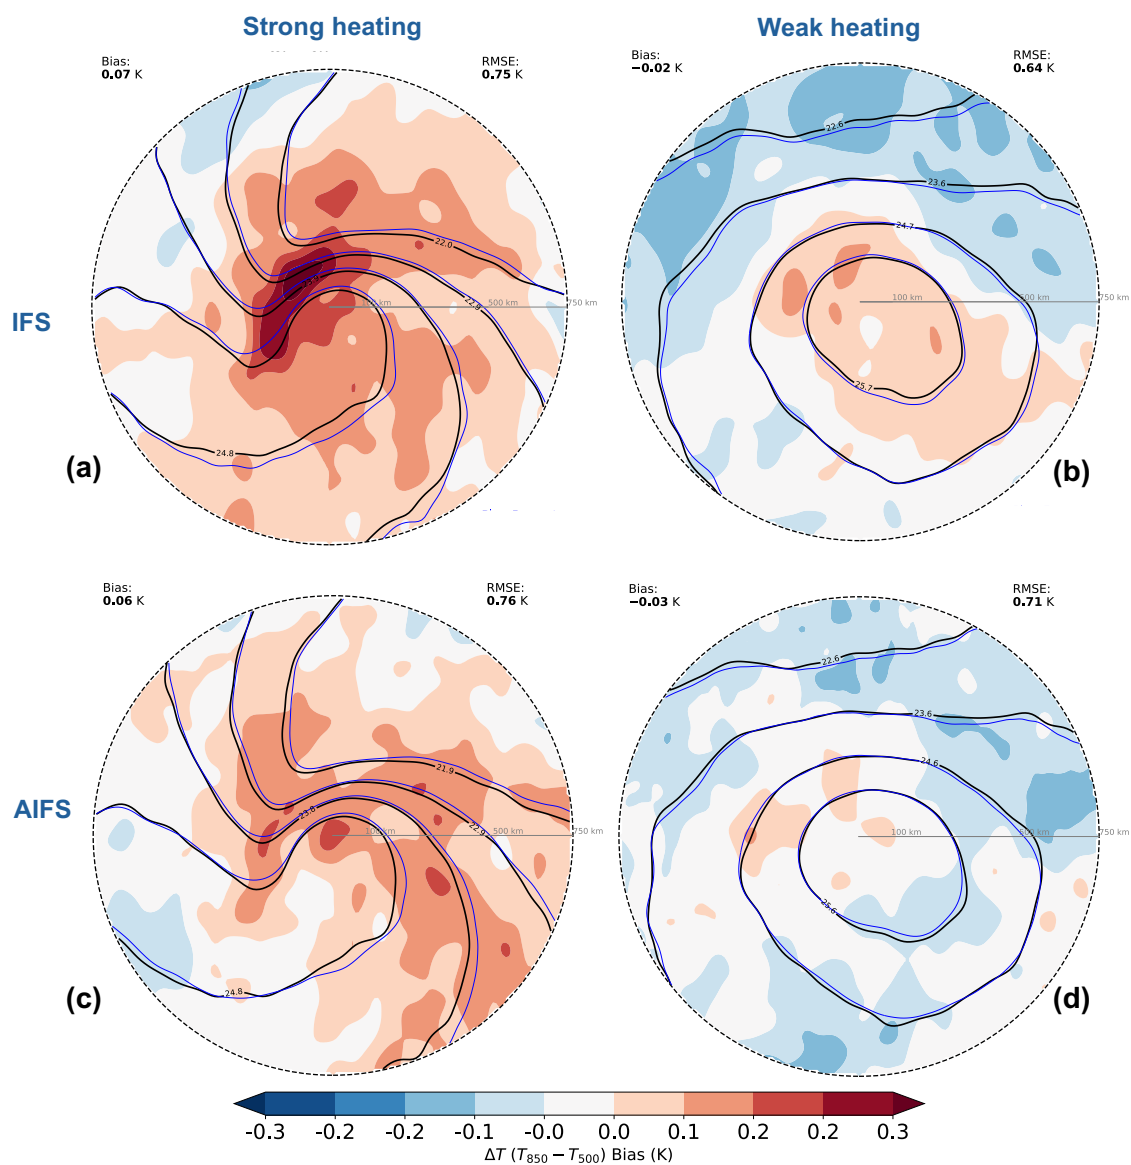 Strong heating
Weak heating
Bias:
0.07 K
RMSE:
0.75 K
Bias:
−0.02 K
RMSE:
0.64 K
IFS
22.0
22.9
24.8
100 km
500 km
750 km
(a)
22.6
23.6
24.7
25.7
100 km
500 km
750 km
(b)
Bias:
0.06 K
RMSE:
0.76 K
Bias:
−0.03 K
RMSE:
0.71 K
AIFS
21.9
22.9
23.8
24.8
100 km
500 km
750 km
(c)
22.6
23.6
24.6
25.6
100 km
500 km
750 km
(d)
-0.3 -0.2 -0.2 -0.1 -0.0 0.0 0.1 0.2 0.2 0.3
ΔT (T850 − T500) Bias (K)